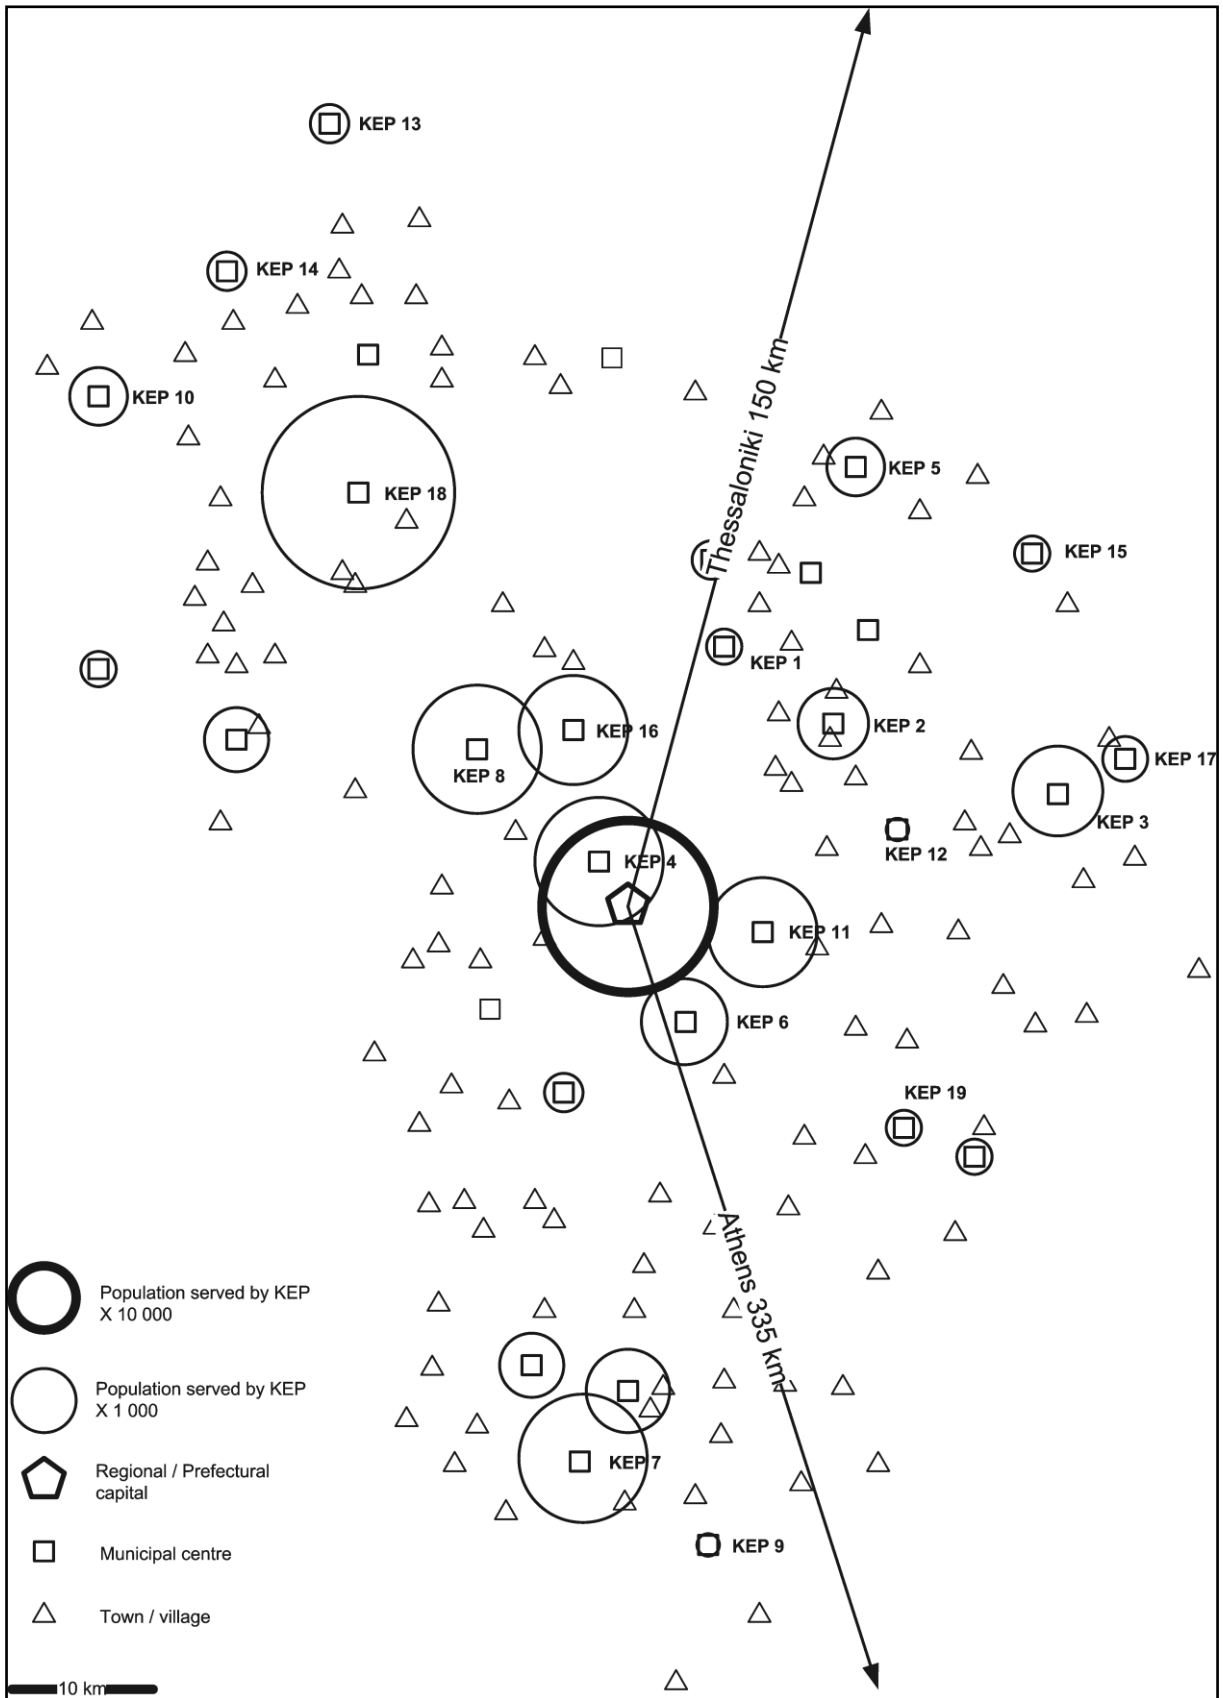 KEP 13
KEP 14
KEP 10
Thessaloniki 150 km
KEP 5
KEP 18
KEP 15
KEP 1
KEP 16
KEP 2
KEP 8
KEP 17
KEP 3
KEP 12
KEP 4
KEP 11
KEP 6
KEP 19
Athens 335 km
Population served by KEP
X 10 000
Population served by KEP
X 1 000
Regional / Prefectural
capital
KEP 7
Municipal centre
KEP 9
Town / village
10 km